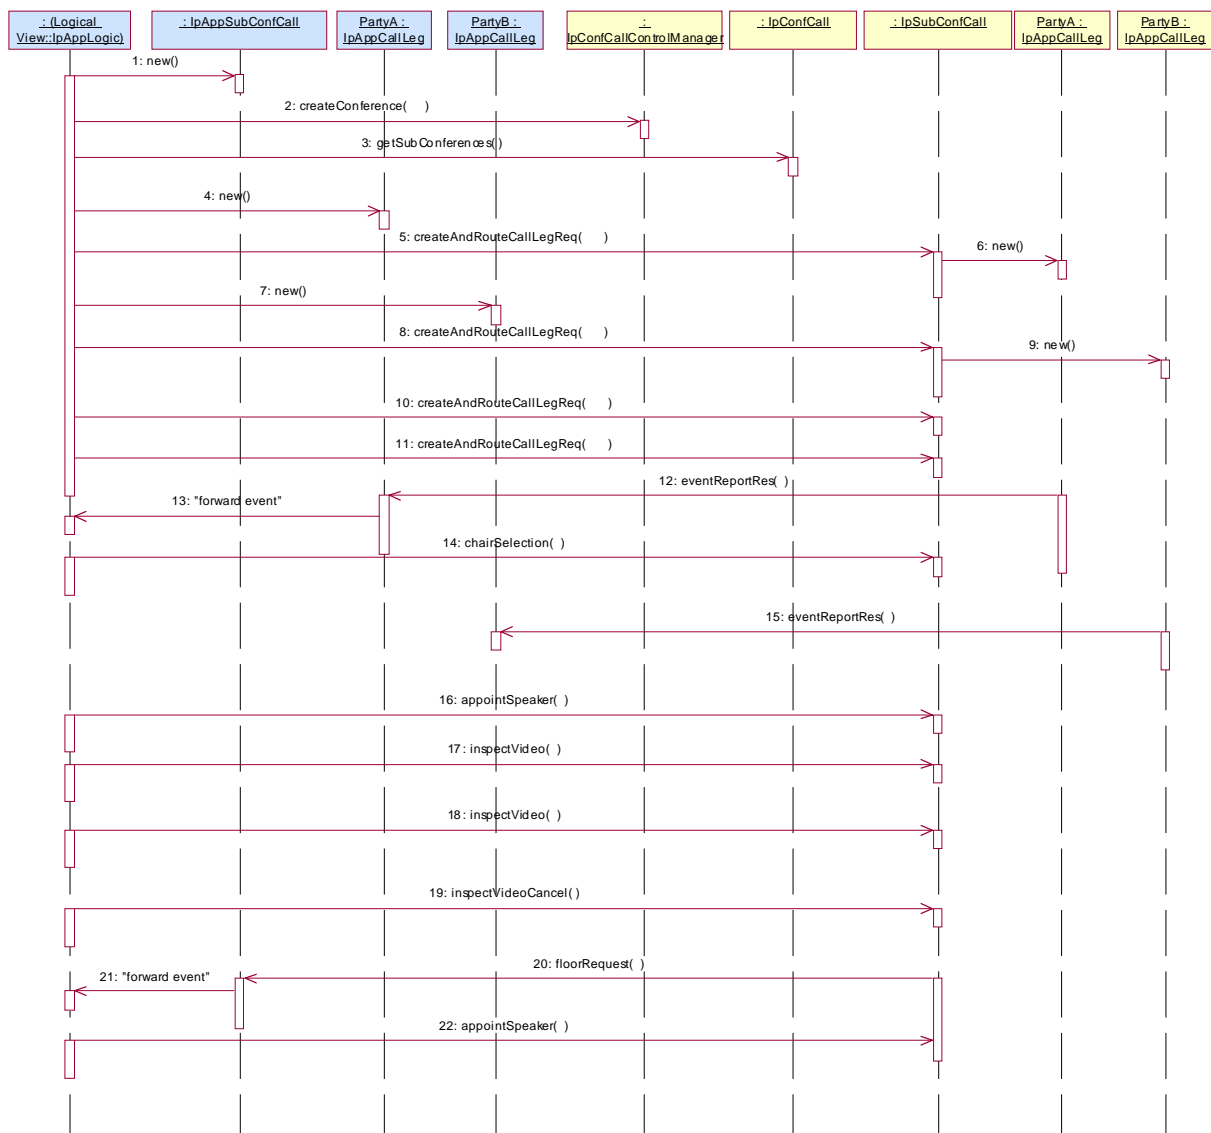 : (Logical
View::IpAppLogic)
: IpAppSubConfCall
PartyA :
IpAppCallLeg
PartyB :
IpAppCallLeg
:
IpConfCallControlManager
: IpConfCall
: IpSubConfCall
PartyA :
IpAppCallLeg
PartyB :
IpAppCallLeg
1: new()
2: createConference( )
3: getSubConferences()
4: new()
5: createAndRouteCallLegReq( )
6: new()
7: new()
8: createAndRouteCallLegReq( )
9: new()
10: createAndRouteCallLegReq( )
11: createAndRouteCallLegReq( )
12: eventReportRes( )
13: "forward event"
14: chairSelection( )
15: eventReportRes( )
16: appointSpeaker( )
17: inspectVideo( )
18: inspectVideo( )
19: inspectVideoCancel()
20: floorRequest( )
21: "forward event"
22: appointSpeaker( )